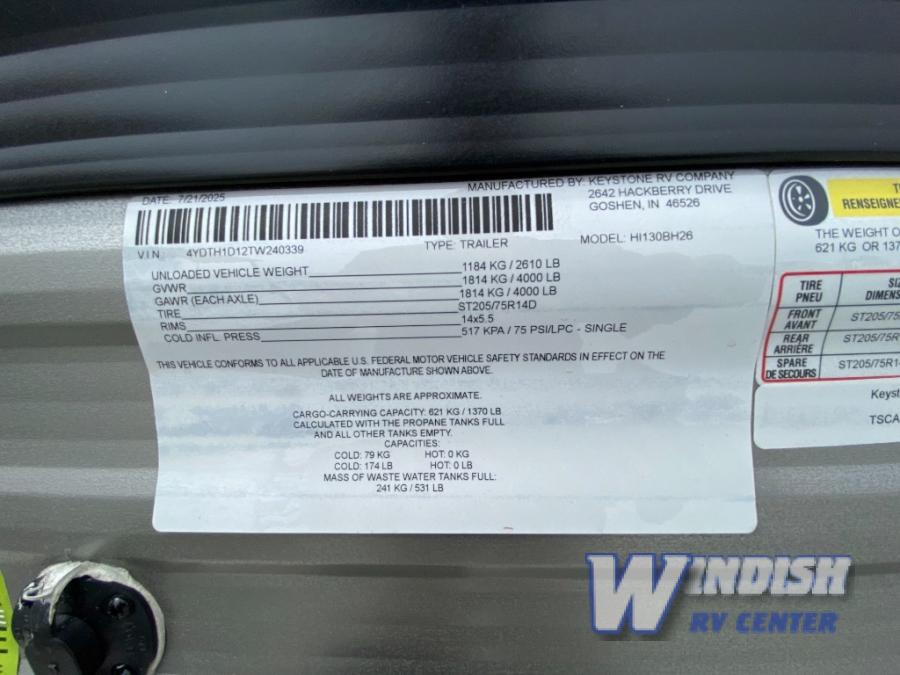 DATE: 7/21/2025
MANUFACTURED BY: KEYSTONE RV COMPANY
2642 HACKBERRY DRIVE
GOSHEN, IN 46526
VIN 4YDTH1D12TW240339 TYPE: TRAILER MODEL: HI130BH26
UNLOADED VEHICLE WEIGHT 1184 KG / 2610 LB
GVWR 1814 KG / 4000 LB
GAWR (EACH AXLE) 1814 KG / 4000 LB
TIRE ST205/75R14D
RIMS 14x5.5
COLD INFL. PRESS 517 KPA / 75 PSI/LPC - SINGLE
THIS VEHICLE CONFORMS TO ALL APPLICABLE U.S. FEDERAL MOTOR VEHICLE SAFETY STANDARDS IN EFFECT ON THE
DATE OF MANUFACTURE SHOWN ABOVE.
ALL WEIGHTS ARE APPROXIMATE.
CARGO-CARRYING CAPACITY: 621 KG / 1370 LB
CALCULATED WITH THE PROPANE TANKS FULL
AND ALL OTHER TANKS EMPTY.
CAPACITIES:
COLD: 79 KG HOT: 0 KG
COLD: 174 LB HOT: 0 LB
MASS OF WASTE WATER TANKS FULL:
241 KG / 531 LB
RENSEIGNE
THE WEIGHT O
621 KG OR 137
TIRE
PNEU
DIMENS
FRONT
AVANT
ST205/75
REAR
ARRIÈRE
ST205/75R
SPARE
DE SECOURS
ST205/75R14
Keyst
TSCA
WINDISH
RV CENTER